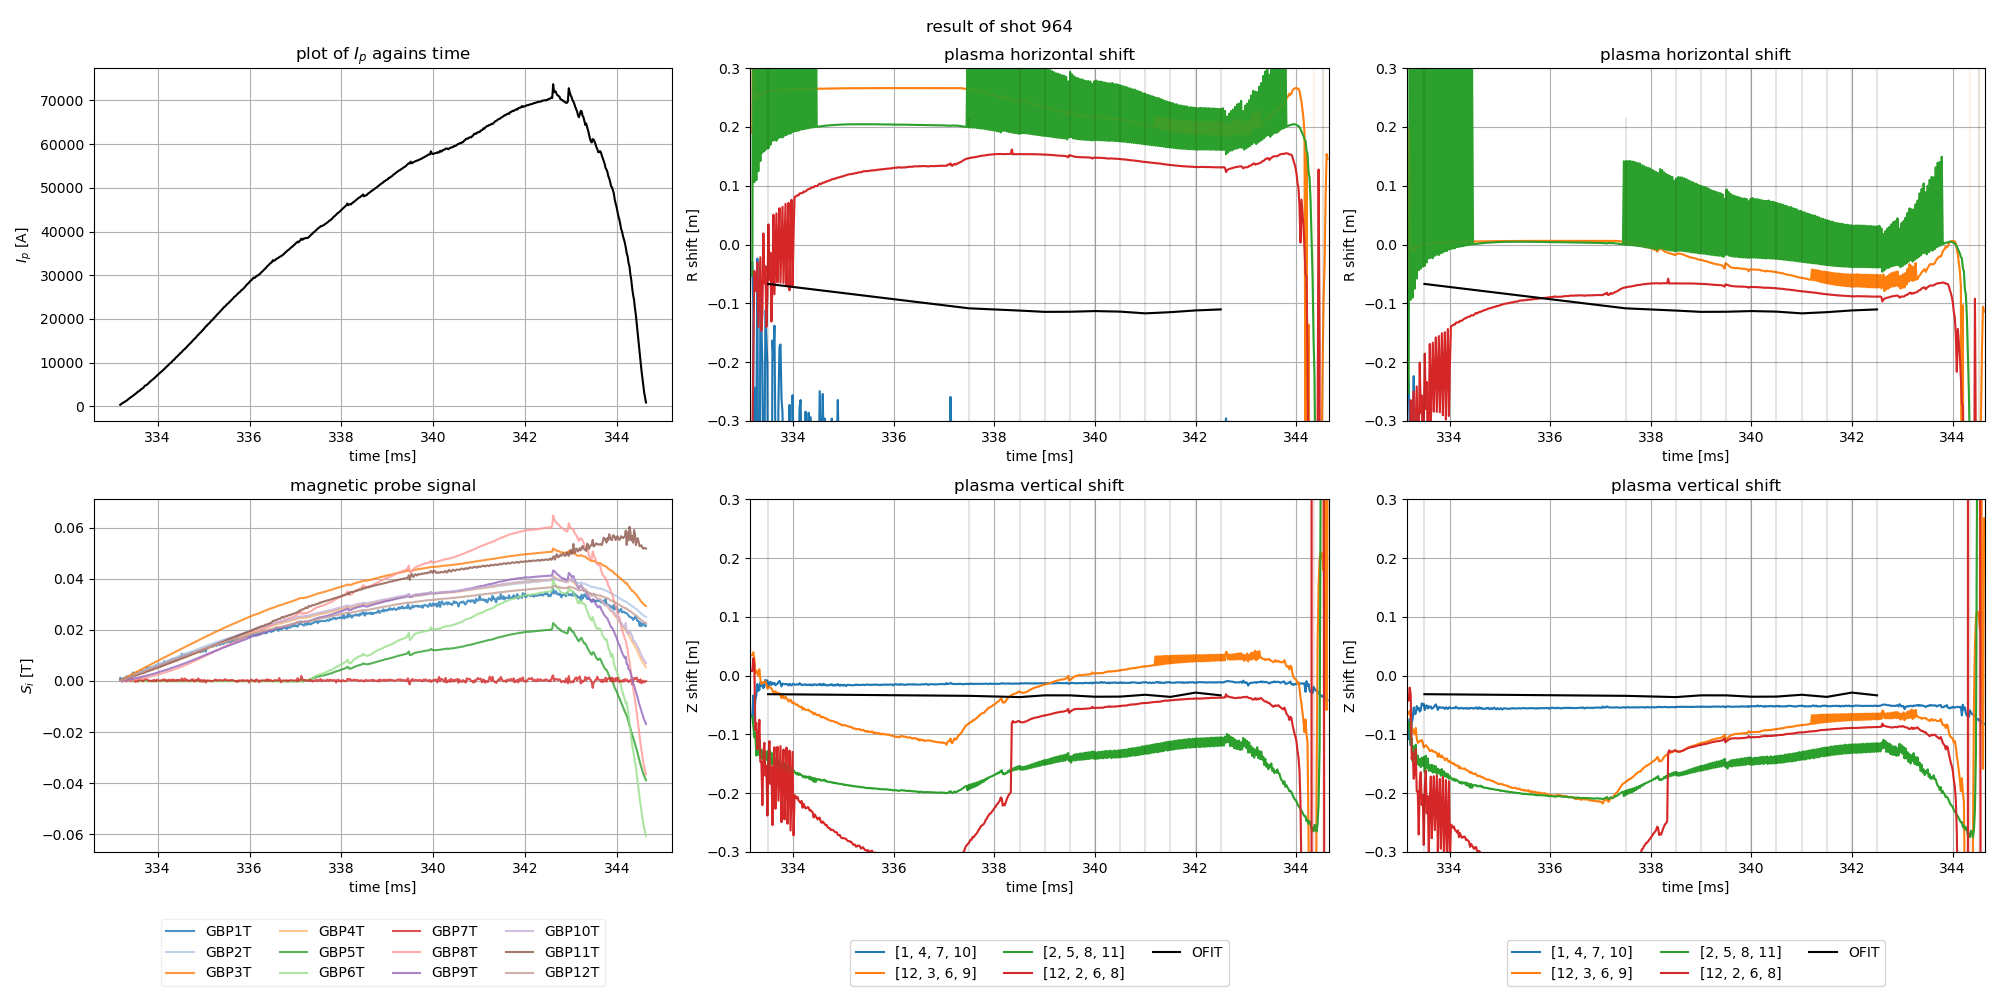 result of shot 964
plot of Ip agains time
Ip [A]
70000
60000
50000
40000
30000
20000
10000
0
334 336 338 340 342 344
time [ms]
plasma horizontal shift
R shift [m]
0.3
0.2
0.1
0.0
−0.1
−0.2
−0.3
334 336 338 340 342 344
time [ms]
plasma horizontal shift
R shift [m]
0.3
0.2
0.1
0.0
−0.1
−0.2
−0.3
334 336 338 340 342 344
time [ms]
magnetic probe signal
Si [T]
0.06
0.04
0.02
0.00
−0.02
−0.04
−0.06
334 336 338 340 342 344
time [ms]
plasma vertical shift
Z shift [m]
0.3
0.2
0.1
0.0
−0.1
−0.2
−0.3
334 336 338 340 342 344
time [ms]
plasma vertical shift
Z shift [m]
0.3
0.2
0.1
0.0
−0.1
−0.2
−0.3
334 336 338 340 342 344
time [ms]
GBP1T GBP4T GBP7T GBP10T
GBP2T GBP5T GBP8T GBP11T
GBP3T GBP6T GBP9T GBP12T
[1, 4, 7, 10] [2, 5, 8, 11] OFIT
[12, 3, 6, 9] [12, 2, 6, 8]
[1, 4, 7, 10] [2, 5, 8, 11] OFIT
[12, 3, 6, 9] [12, 2, 6, 8]